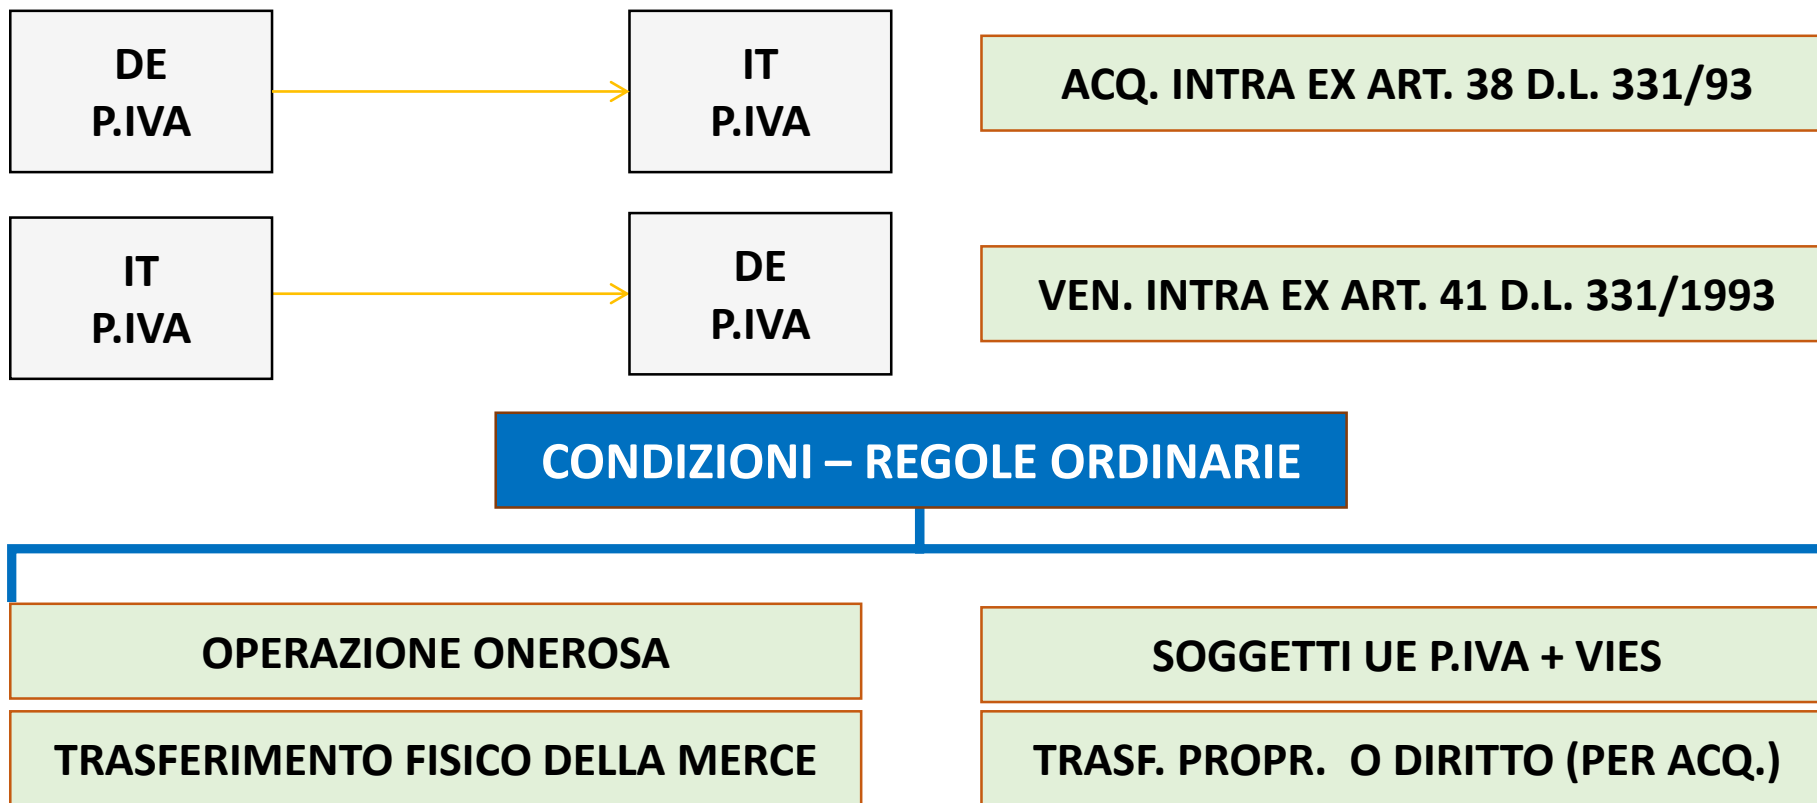 DE
P.IVA
IT
P.IVA
ACQ. INTRA EX ART. 38 D.L. 331/93
IT
P.IVA
DE
P.IVA
VEN. INTRA EX ART. 41 D.L. 331/1993
CONDIZIONI – REGOLE ORDINARIE
OPERAZIONE ONEROSA
SOGGETTI UE P.IVA + VIES
TRASFERIMENTO FISICO DELLA MERCE
TRASF. PROPR. O DIRITTO (PER ACQ.)